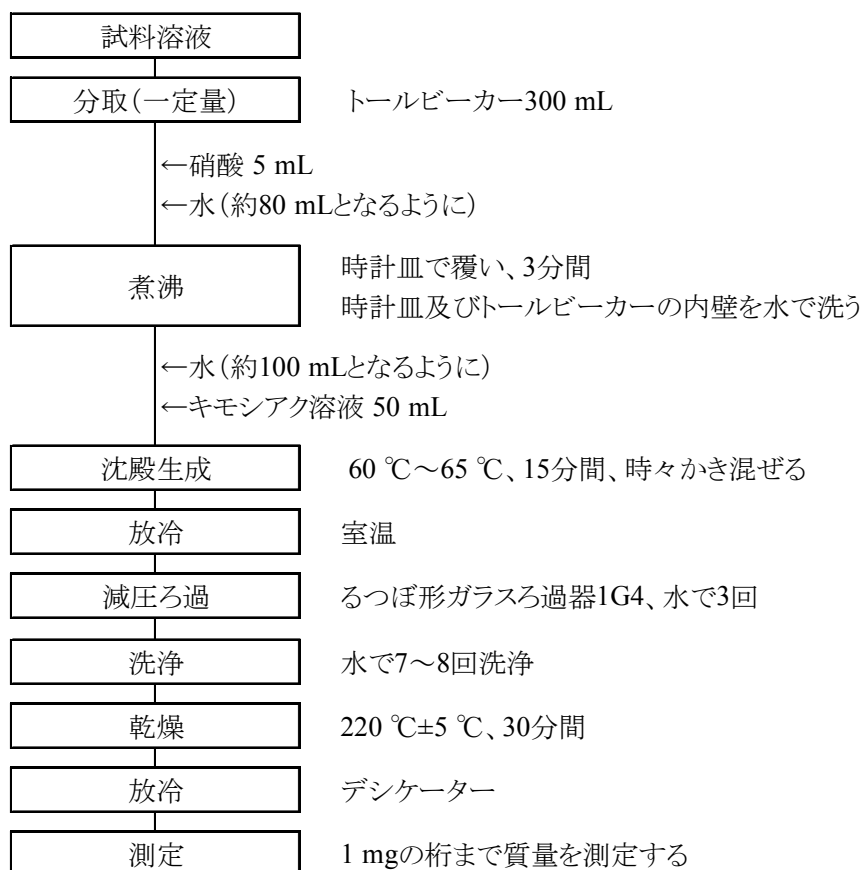 試料溶液
分取(一定量) トールビーカー300 mL
←硝酸 5 mL
←水(約80 mLとなるように)
煮沸
時計皿で覆い、3分間
時計皿及びトールビーカーの内壁を水で洗う
←水(約100 mLとなるように)
←キモシアク溶液 50 mL
沈殿生成 60 ℃～65 ℃、15分間、時々かき混ぜる
放冷 室温
減圧ろ過 るつぼ形ガラスろ過器1G4、水で3回
洗浄 水で7～8回洗浄
乾燥 220 ℃±5 ℃、30分間
放冷 デシケーター
測定 1 mgの桁まで質量を測定する